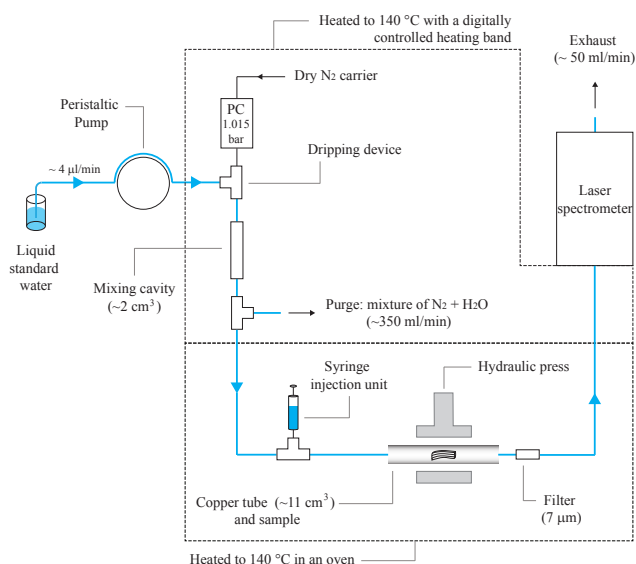 Heated to 140 °C with a digitally
controlled heating band
Exhaust
(~ 50 ml/min)
Dry N2 carrier
Peristaltic
Pump
PC
1.015
bar
Dripping device
~ 4 µl/min
Laser
spectrometer
Liquid
standard
water
Mixing cavity
(~2 cm3)
Purge: mixture of N2 + H2O
(~350 ml/min)
Syringe
injection unit
Hydraulic press
Copper tube (~11 cm3)
and sample
Filter
(7 µm)
Heated to 140 °C in an oven